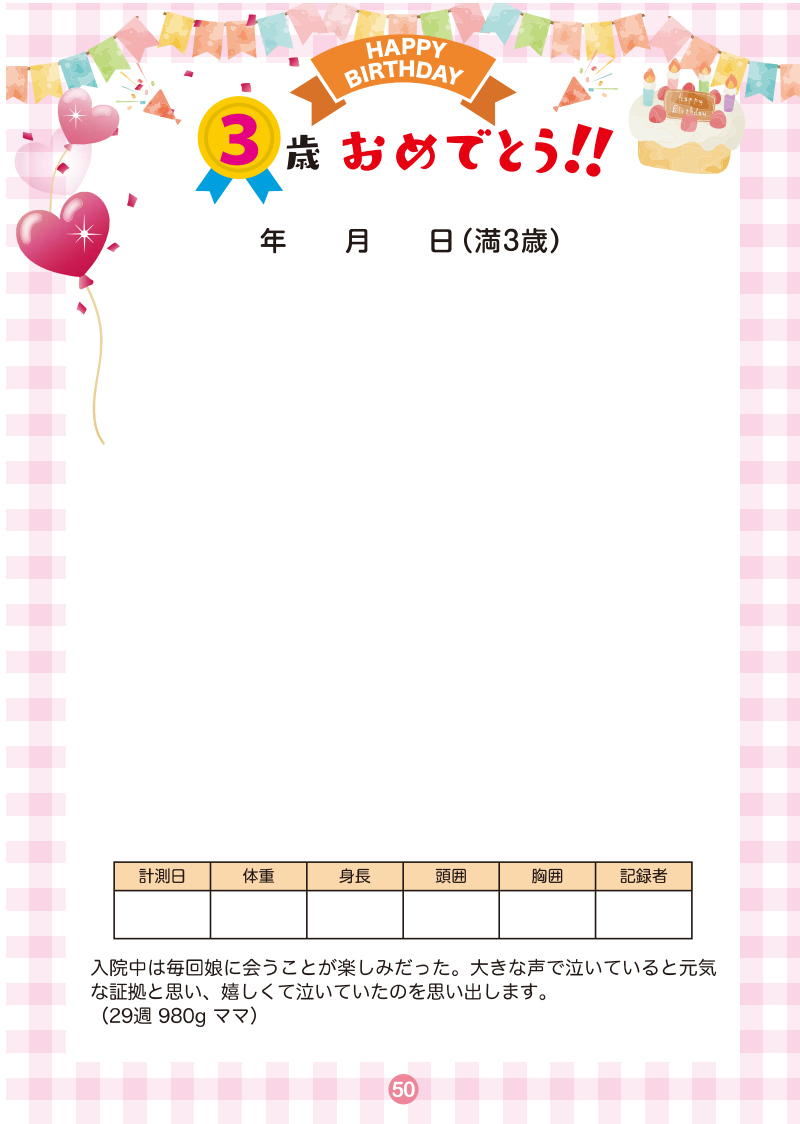 HAPPY
BIRTHDAY
Happy
Birthday
3歳 おめでとう!!
年　　月　　日（満3歳）
計測日 体重 身長 頭囲 胸囲 記録者
入院中は毎回娘に会うことが楽しみだった。大きな声で泣いていると元気
な証拠と思い、嬉しくて泣いていたのを思い出します。
（29週 980g ママ）
50